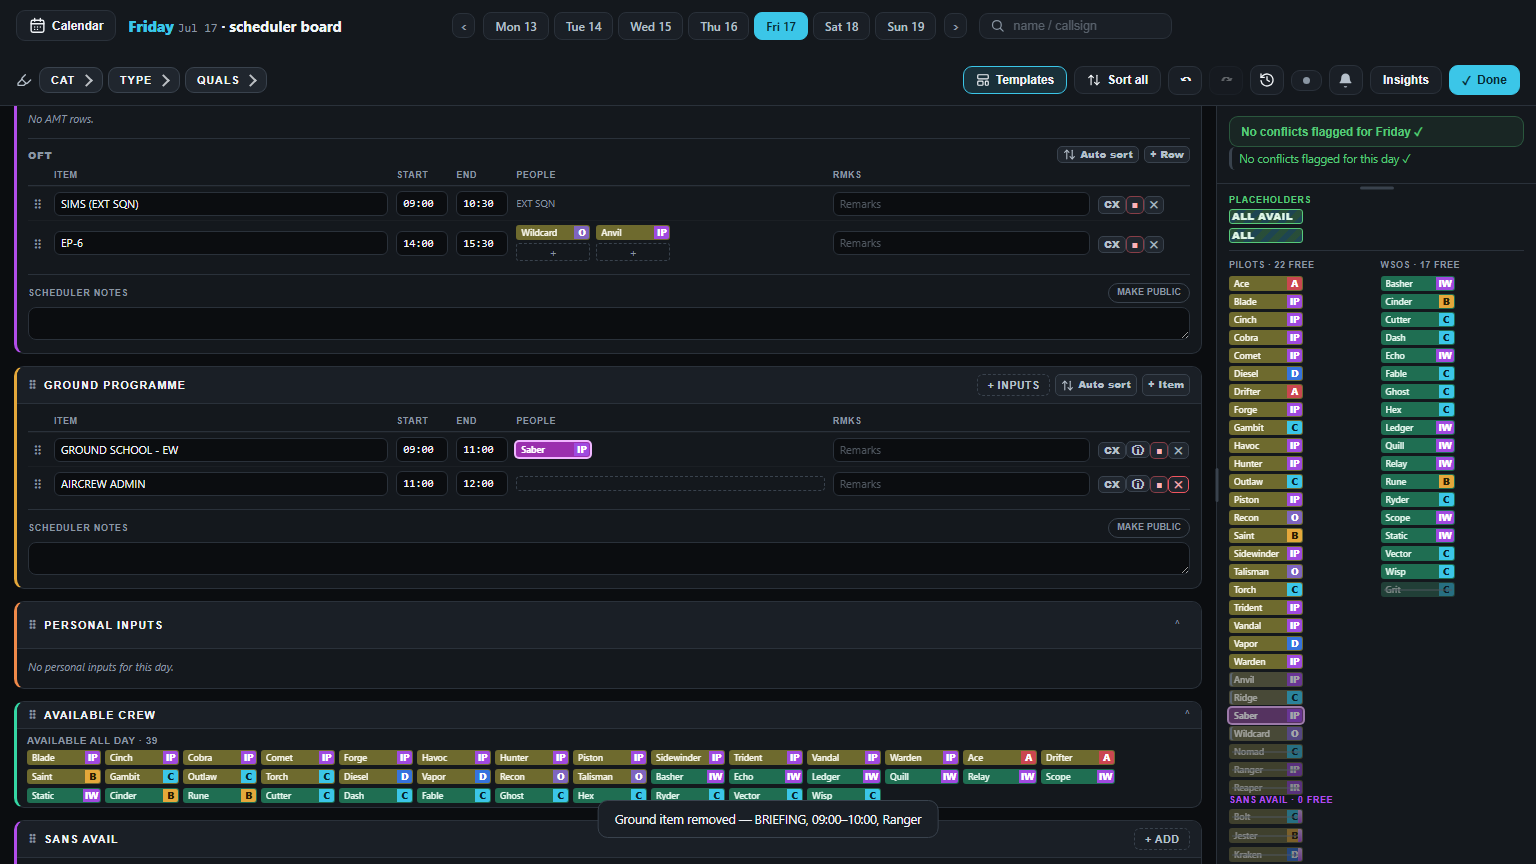 Calendar
Friday Jul 17 · scheduler board
‹ Mon 13 Tue 14 Wed 15 Thu 16 Fri 17 Sat 18 Sun 19 ›
name / callsign
CAT TYPE QUALS
Templates Sort all Insights ✓ Done
No AMT rows.
OFT Auto sort + Row
ITEM START END PEOPLE RMKS
SIMS (EXT SQN) 09:00 10:30 EXT SQN Remarks CX
EP-6 14:00 15:30 Wildcard O Anvil IP Remarks CX
+ +
SCHEDULER NOTES MAKE PUBLIC
GROUND PROGRAMME + INPUTS Auto sort + Item
ITEM START END PEOPLE RMKS
GROUND SCHOOL - EW 09:00 11:00 Saber IP Remarks CX
AIRCREW ADMIN 11:00 12:00 Remarks CX
SCHEDULER NOTES MAKE PUBLIC
PERSONAL INPUTS
No personal inputs for this day.
AVAILABLE CREW
AVAILABLE ALL DAY · 39
Blade IP Cinch IP Cobra IP Comet IP Forge IP Havoc IP Hunter IP Piston IP Sidewinder IP Trident IP Vandal IP Warden IP Ace A Drifter A
Saint B Gambit C Outlaw C Torch C Diesel D Vapor D Recon O Talisman O Basher IW Echo IW Ledger IW Quill IW Relay IW Scope IW
Static IW Cinder B Rune B Cutter C Dash C Fable C Ghost C Hex C Ryder C Vector C Wisp C
Ground item removed — BRIEFING, 09:00–10:00, Ranger
SANS AVAIL + ADD
No conflicts flagged for Friday ✓
No conflicts flagged for this day ✓
PLACEHOLDERS
ALL AVAIL
ALL
PILOTS · 22 FREE
Ace A
Blade IP
Cinch IP
Cobra IP
Comet IP
Diesel D
Drifter A
Forge IP
Gambit C
Havoc IP
Hunter IP
Outlaw C
Piston IP
Recon O
Saint B
Sidewinder IP
Talisman O
Torch C
Trident IP
Vandal IP
Vapor D
Warden IP
Anvil IP
Ridge C
Saber IP
Wildcard O
Nomad C
Ranger IP
Reaper IR
WSOS · 17 FREE
Basher IW
Cinder B
Cutter C
Dash C
Echo IW
Fable C
Ghost C
Hex C
Ledger IW
Quill IW
Relay IW
Rune B
Ryder C
Scope IW
Static IW
Vector C
Wisp C
Grit C
SANS AVAIL · 0 FREE
Bolt C
Jester B
Kraken D